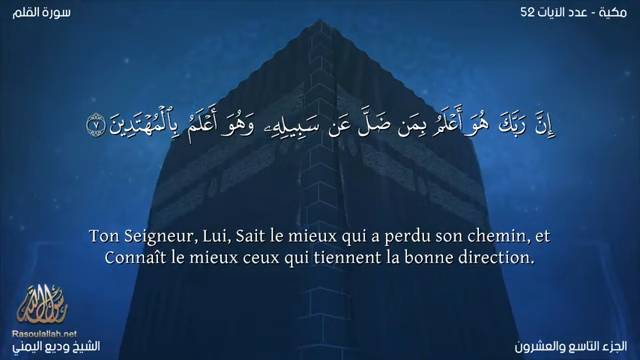 مكية - عدد الآيات 52
سورة القلم
إِنَّ رَبَّكَ هُوَ أَعْلَمُ بِمَن ضَلَّ عَن سَبِيلِهِۦ وَهُوَ أَعْلَمُ بِٱلْمُهْتَدِينَ ٧
Ton Seigneur, Lui, Sait le mieux qui a perdu son chemin, et
Connaît le mieux ceux qui tiennent la bonne direction.
رسول الله
Rasoulallah.net
الجزء التاسع والعشرون
الشيخ وديع اليمني